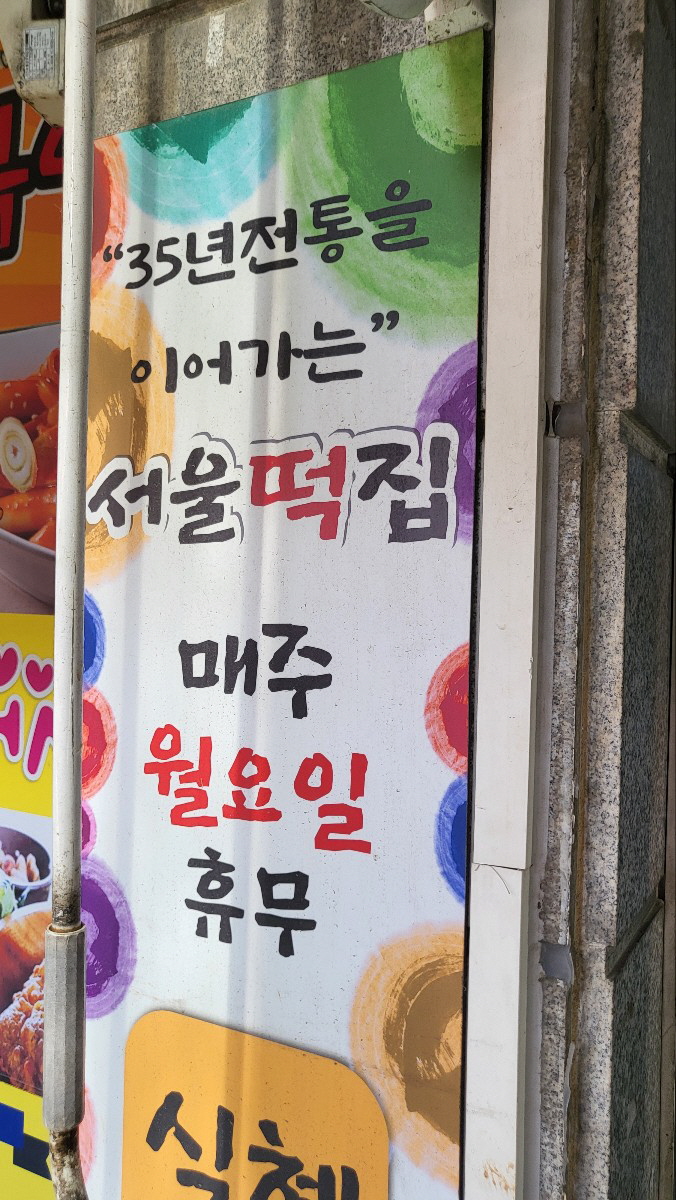 “35년전통을
이어가는”
서울떡집
매주
월요일
휴무
식혜